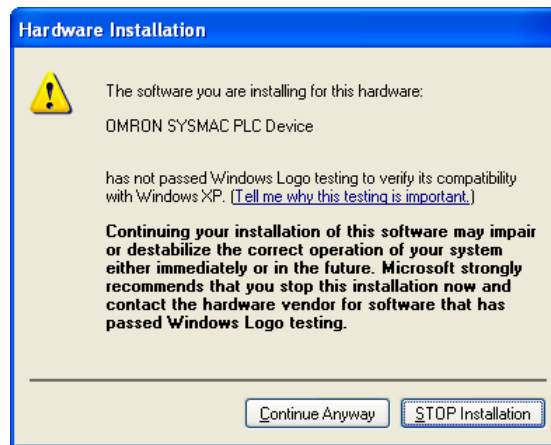 Hardware Installation
The software you are installing for this hardware:
OMRON SYSMAC PLC Device
has not passed Windows Logo testing to verify its compatibility
with Windows XP. (Tell me why this testing is important.)
Continuing your installation of this software may impair
or destabilize the correct operation of your system
either immediately or in the future. Microsoft strongly
recommends that you stop this installation now and
contact the hardware vendor for software that has
passed Windows Logo testing.
Continue Anyway
STOP Installation